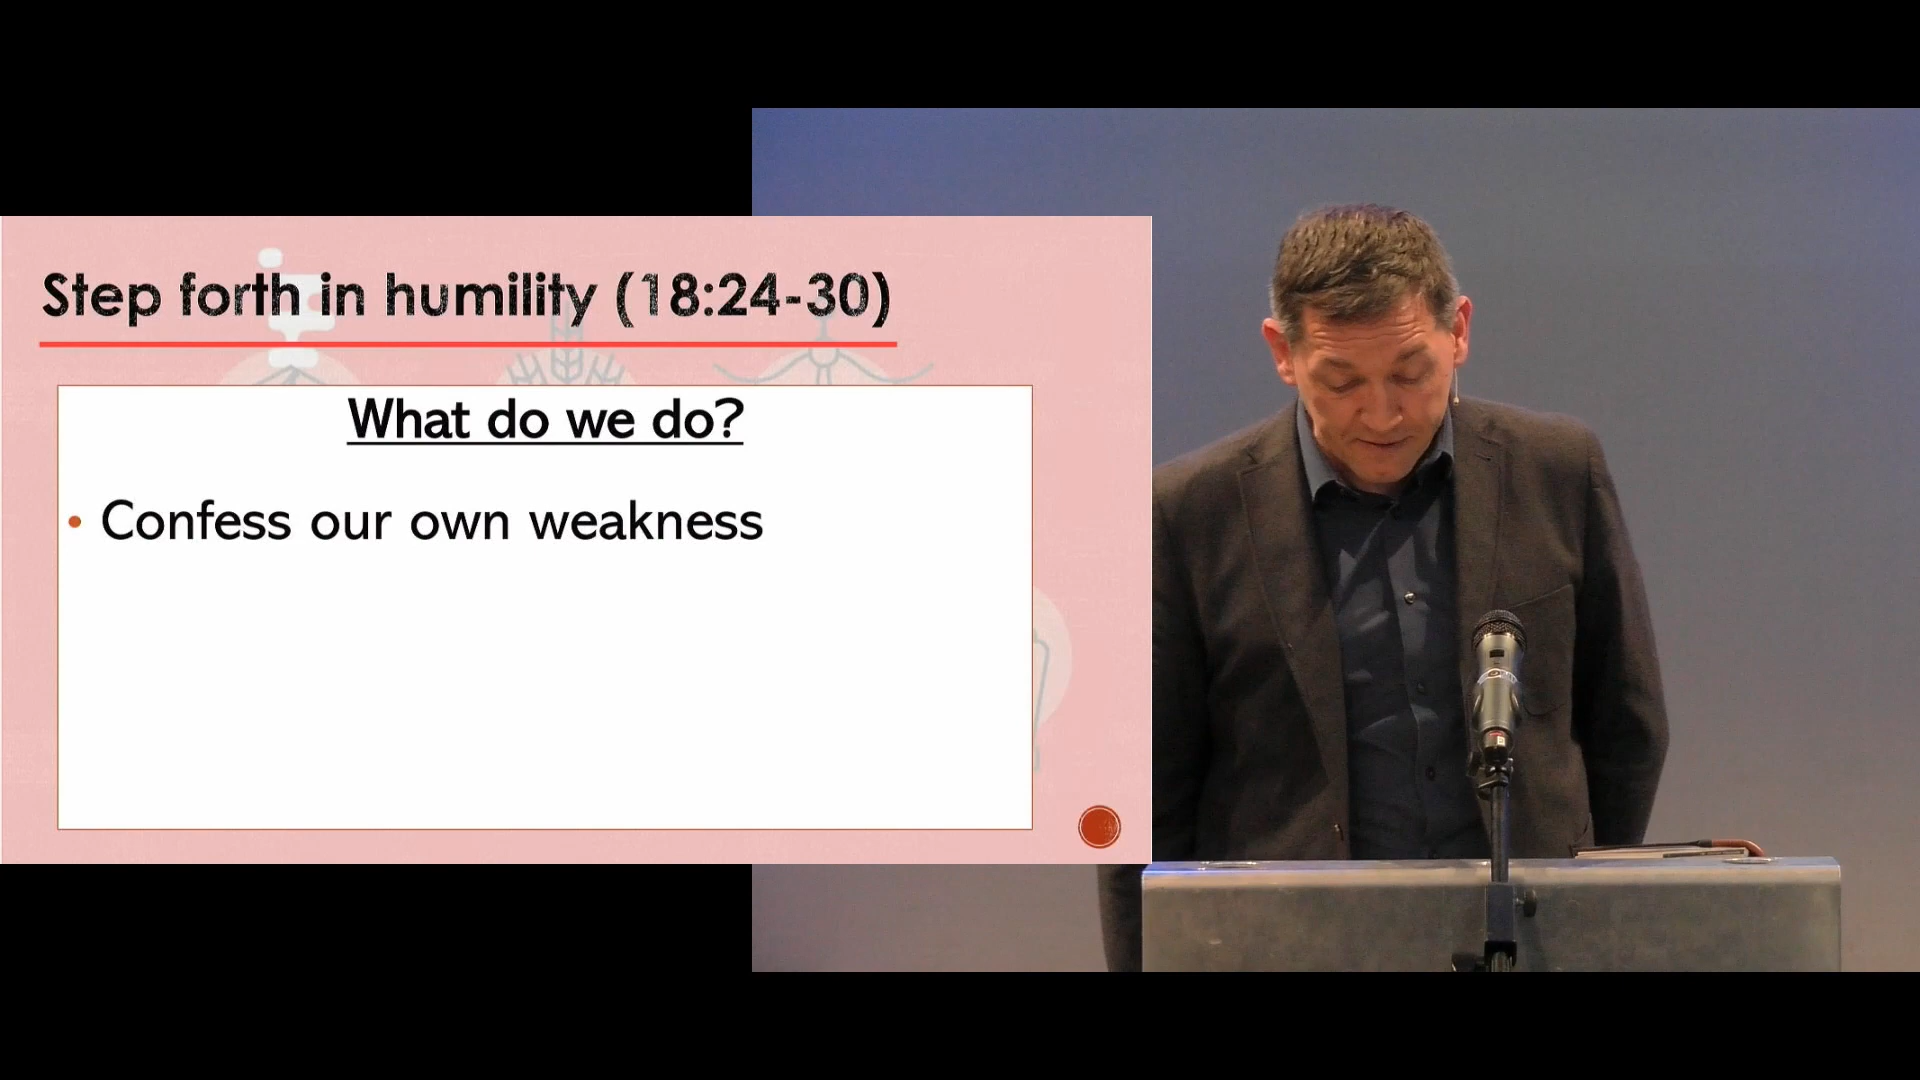 Step forth in humility (18:24-30)
What do we do?
• Confess our own weakness